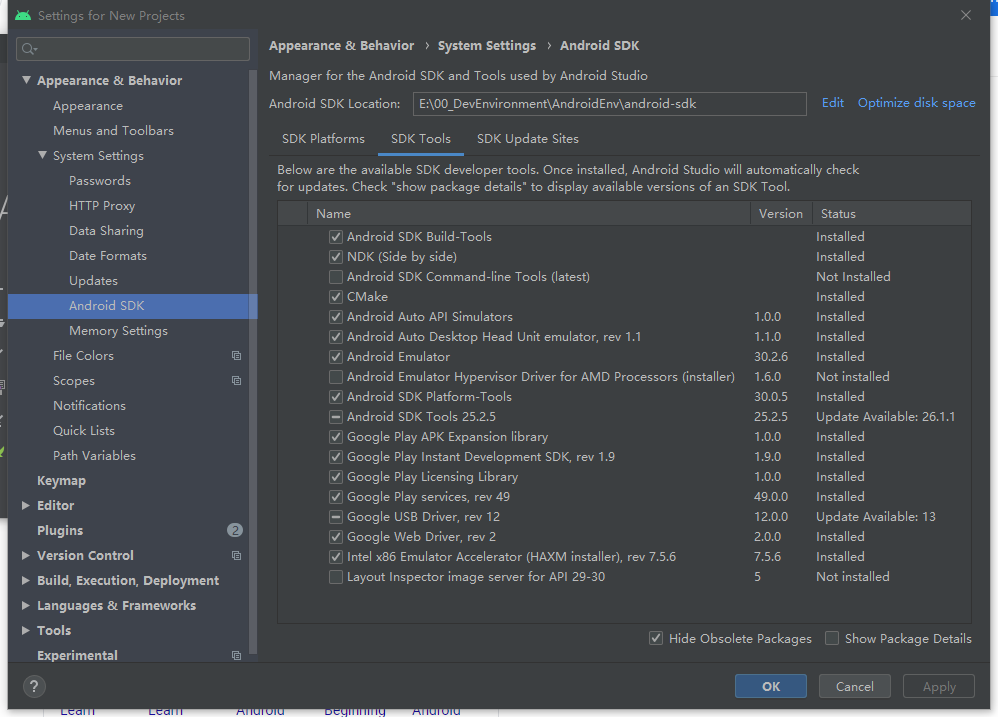 Settings for New Projects
Appearance & Behavior
Appearance
Menus and Toolbars
System Settings
Passwords
HTTP Proxy
Data Sharing
Date Formats
Updates
Android SDK
Memory Settings
File Colors
Scopes
Notifications
Quick Lists
Path Variables
Keymap
Editor
Plugins 2
Version Control
Build, Execution, Deployment
Languages & Frameworks
Tools
Experimental
Appearance & Behavior › System Settings › Android SDK
Manager for the Android SDK and Tools used by Android Studio
Android SDK Location: E:\00_DevEnvironment\AndroidEnv\android-sdk Edit Optimize disk space
SDK Platforms SDK Tools SDK Update Sites
Below are the available SDK developer tools. Once installed, Android Studio will automatically check
for updates. Check "show package details" to display available versions of an SDK Tool.
Name Version Status
Android SDK Build-Tools Installed
NDK (Side by side) Installed
Android SDK Command-line Tools (latest) Not Installed
CMake Installed
Android Auto API Simulators 1.0.0 Installed
Android Auto Desktop Head Unit emulator, rev 1.1 1.1.0 Installed
Android Emulator 30.2.6 Installed
Android Emulator Hypervisor Driver for AMD Processors (installer) 1.6.0 Not installed
Android SDK Platform-Tools 30.0.5 Installed
Android SDK Tools 25.2.5 25.2.5 Update Available: 26.1.1
Google Play APK Expansion library 1.0.0 Installed
Google Play Instant Development SDK, rev 1.9 1.9.0 Installed
Google Play Licensing Library 1.0.0 Installed
Google Play services, rev 49 49.0.0 Installed
Google USB Driver, rev 12 12.0.0 Update Available: 13
Google Web Driver, rev 2 2.0.0 Installed
Intel x86 Emulator Accelerator (HAXM installer), rev 7.5.6 7.5.6 Installed
Layout Inspector image server for API 29-30 5 Not installed
Hide Obsolete Packages Show Package Details
? OK Cancel Apply
Learn Learn Android Beginning Android